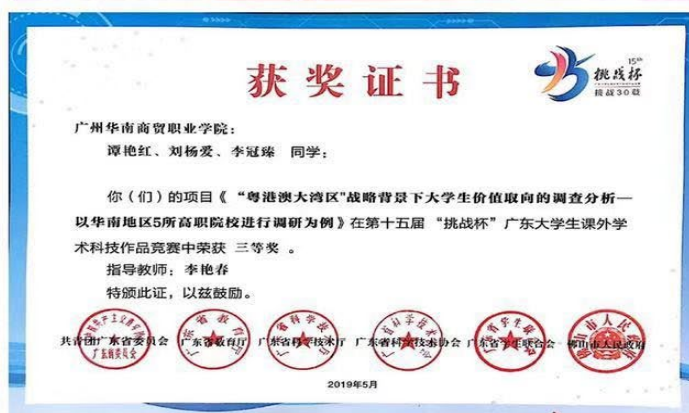 15th
挑战杯
挑战30载
获奖证书
广州华南商贸职业学院：
谭艳红、刘杨爱、李冠臻 同学：
你（们）的项目《“粤港澳大湾区"战略背景下大学生价值取向的调查分析—
以华南地区5所高职院校进行调研为例》在第十五届“挑战杯”广东大学生课外学
术科技作品竞赛中荣获 三等奖 。
指导教师：李艳春
特颁此证，以兹鼓励。
共青团广东省委员会 广东省教育厅 广东省科学技术厅 广东省科学技术协会 广东省学生联合会 佛山市人民政府
2019年5月